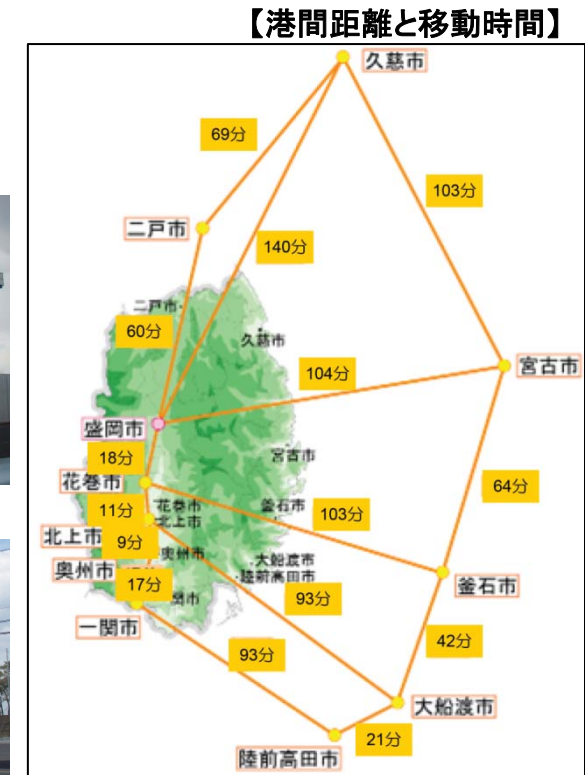 【港間距離と移動時間】
久慈市
69分
103分
二戸市
140分
二戸市
60分
久慈市
104分
宮古市
盛岡市
18分
宮古市
花巻市
64分
11分
花巻市
釜石市
103分
北上市
北上市
9分
奥州市
奥州市
大船渡市
17分
陸前高田市
93分
釜石市
関市
一関市
93分
42分
大船渡市
21分
陸前高田市